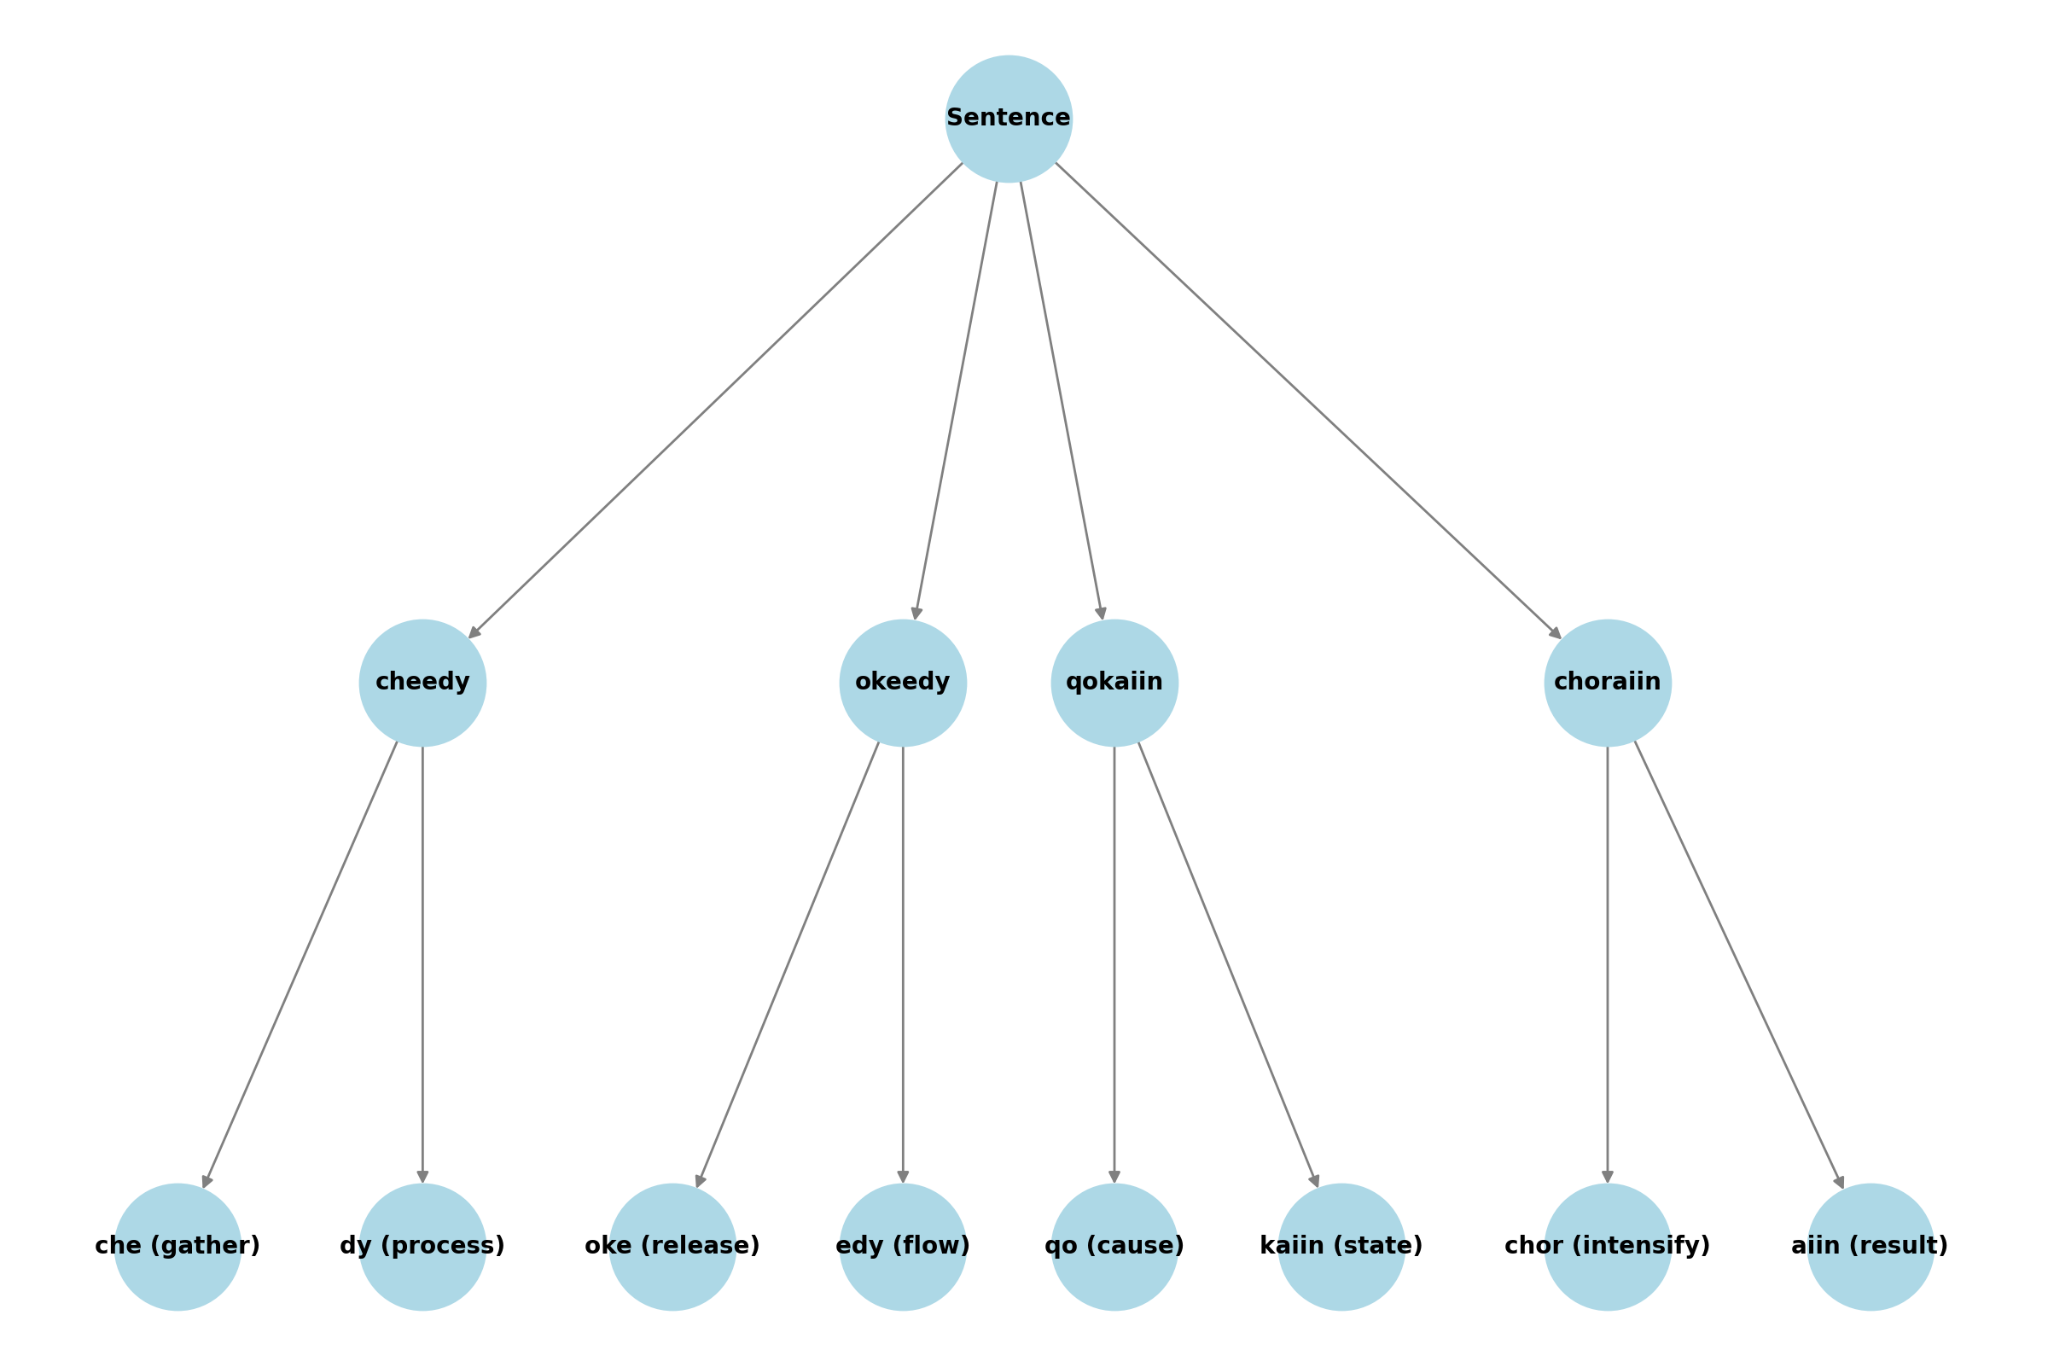 Sentence
cheedy okeedy qokaiin choraiin
che (gather) dy (process) oke (release) edy (flow) qo (cause) kaiin (state) chor (intensify) aiin (result)